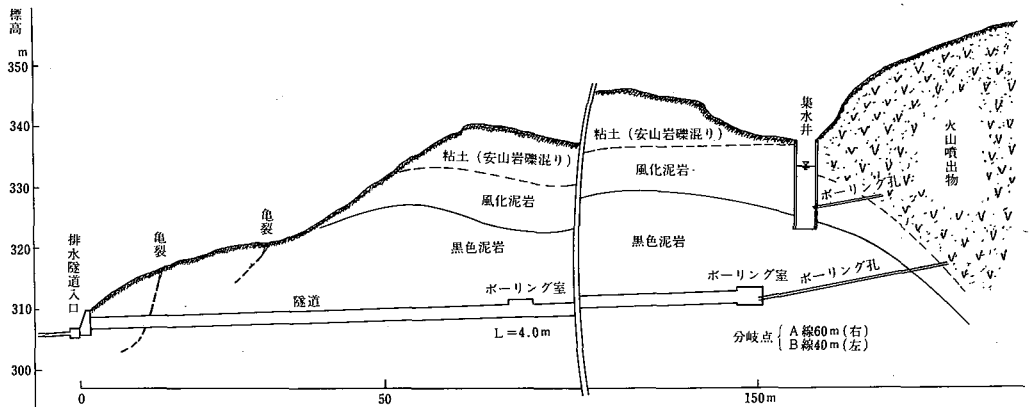 標高
m
350
340
330
320
310
300
排水隧道入口
亀裂
亀裂
粘土(安山岩礫混り)
風化泥岩
黒色泥岩
隧道
ボーリング室
L=4.0m
粘土(安山岩礫混り)
風化泥岩
黒色泥岩
集水井
ボーリング孔
火山噴出物
ボーリング室
ボーリング孔
分岐点{A線60m(右)
B線40m(左)
0
50
150m